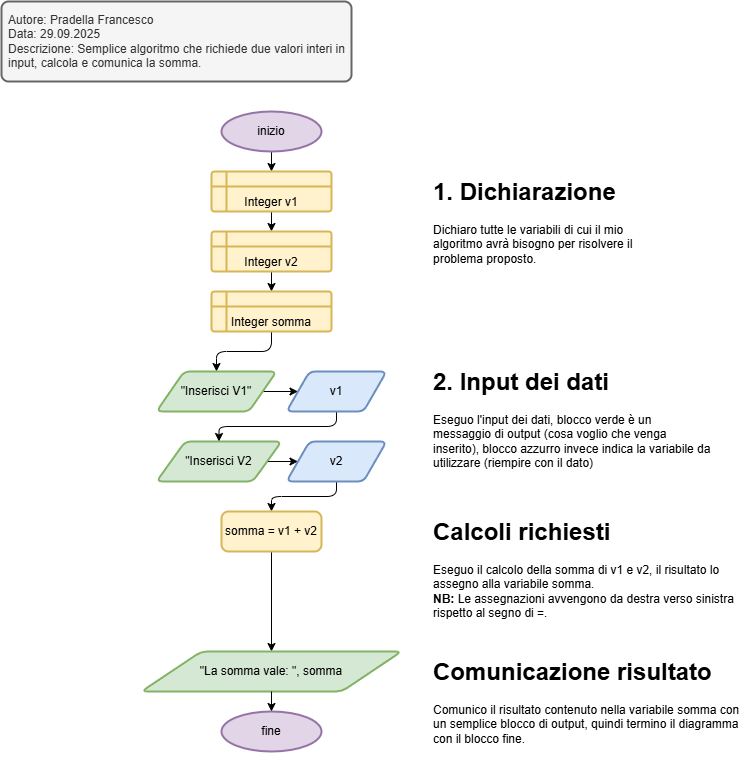 Autore: Pradella Francesco
Data: 29.09.2025
Descrizione: Semplice algoritmo che richiede due valori interi in
input, calcola e comunica la somma.
inizio
Integer v1
Integer v2
Integer somma
1. Dichiarazione
Dichiaro tutte le variabili di cui il mio
algoritmo avrà bisogno per risolvere il
problema proposto.
"Inserisci V1"
v1
"Inserisci V2
v2
2. Input dei dati
Eseguo l'input dei dati, blocco verde è un
messaggio di output (cosa voglio che venga
inserito), blocco azzurro invece indica la variabile da
utilizzare (riempire con il dato)
somma = v1 + v2
Calcoli richiesti
Eseguo il calcolo della somma di v1 e v2, il risultato lo
assegno alla variabile somma.
NB: Le assegnazioni avvengono da destra verso sinistra
rispetto al segno di =.
"La somma vale: ", somma
fine
Comunicazione risultato
Comunico il risultato contenuto nella variabile somma con
un semplice blocco di output, quindi termino il diagramma
con il blocco fine.